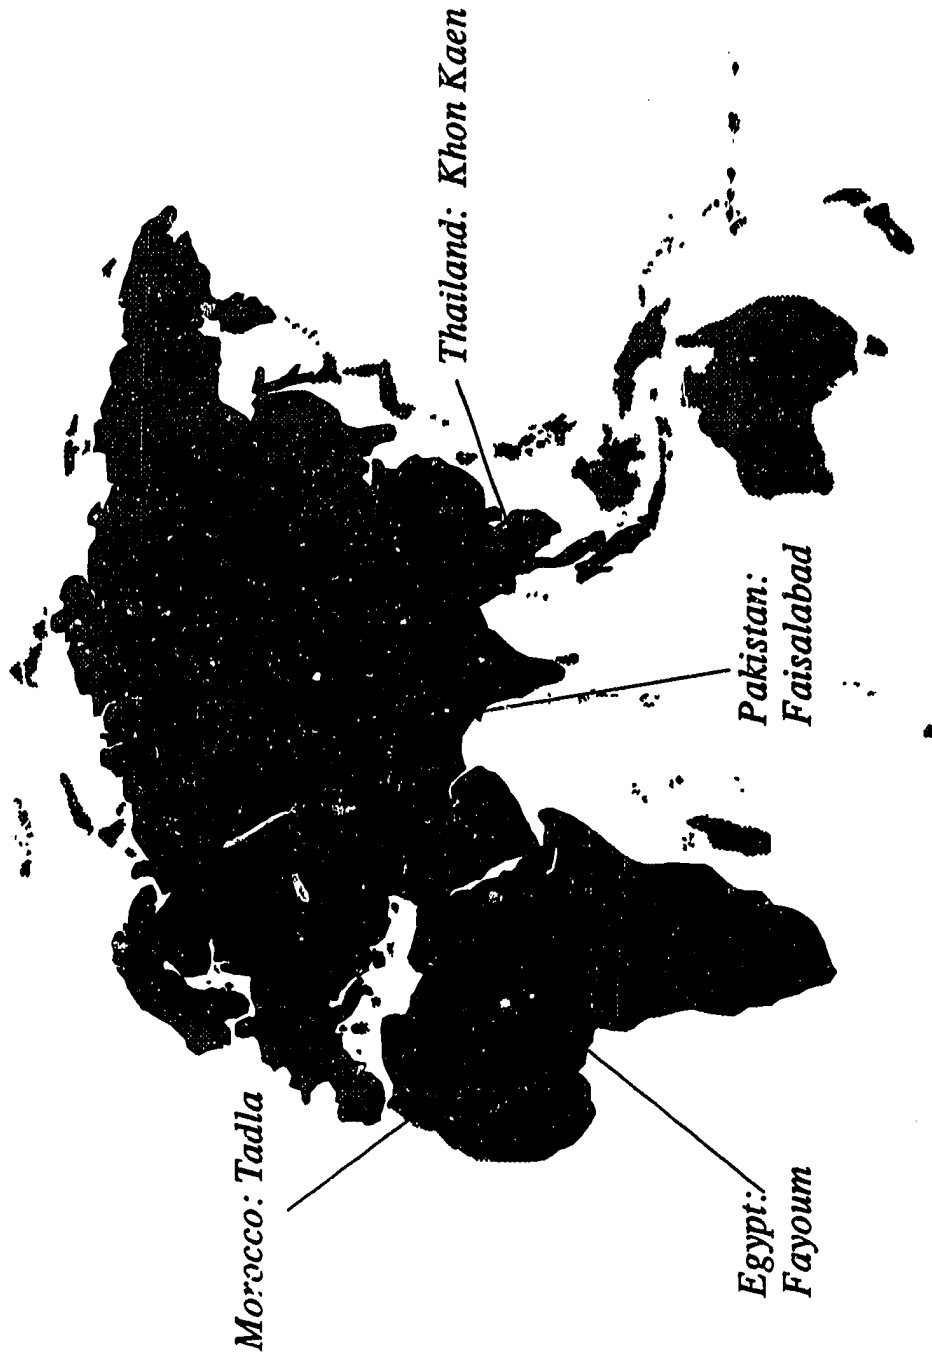 Morocco: Tadla
Thailand: Khon Kaen
Egypt:
Fayoum
Pakistan:
Faisalabad